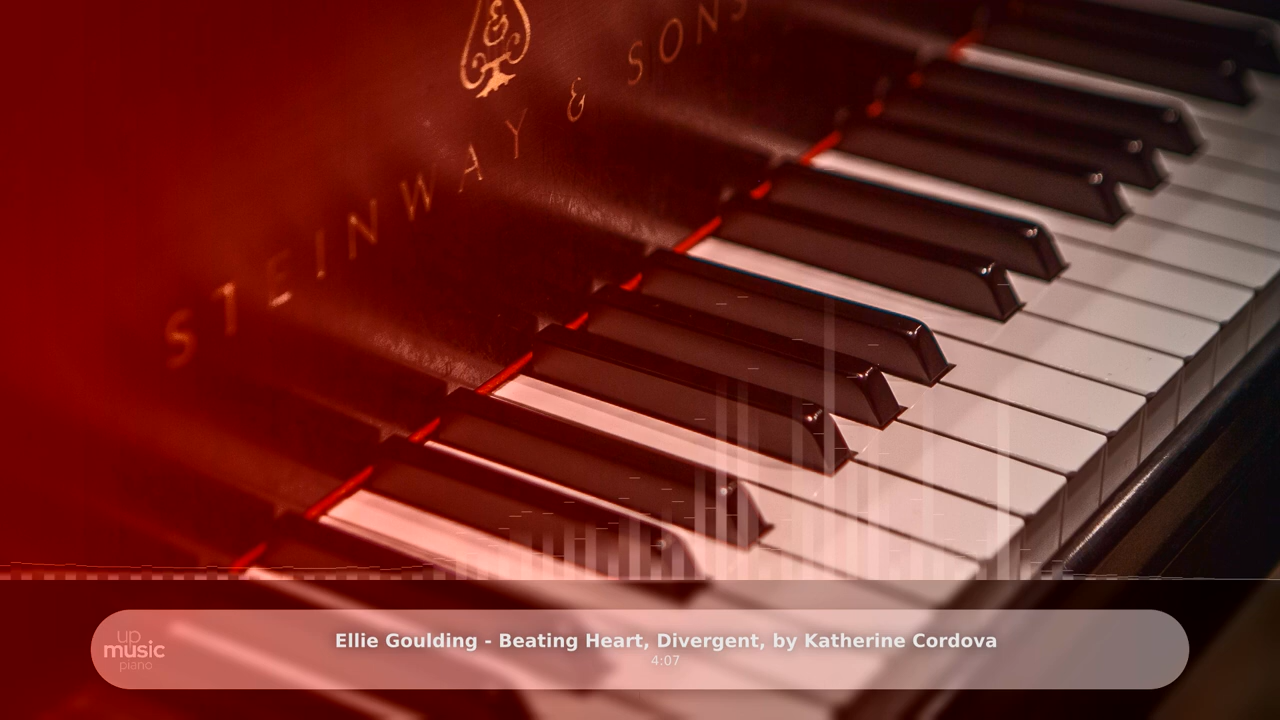 STEINWAY & SONS
up
music
piano
Ellie Goulding - Beating Heart, Divergent, by Katherine Cordova
4:07